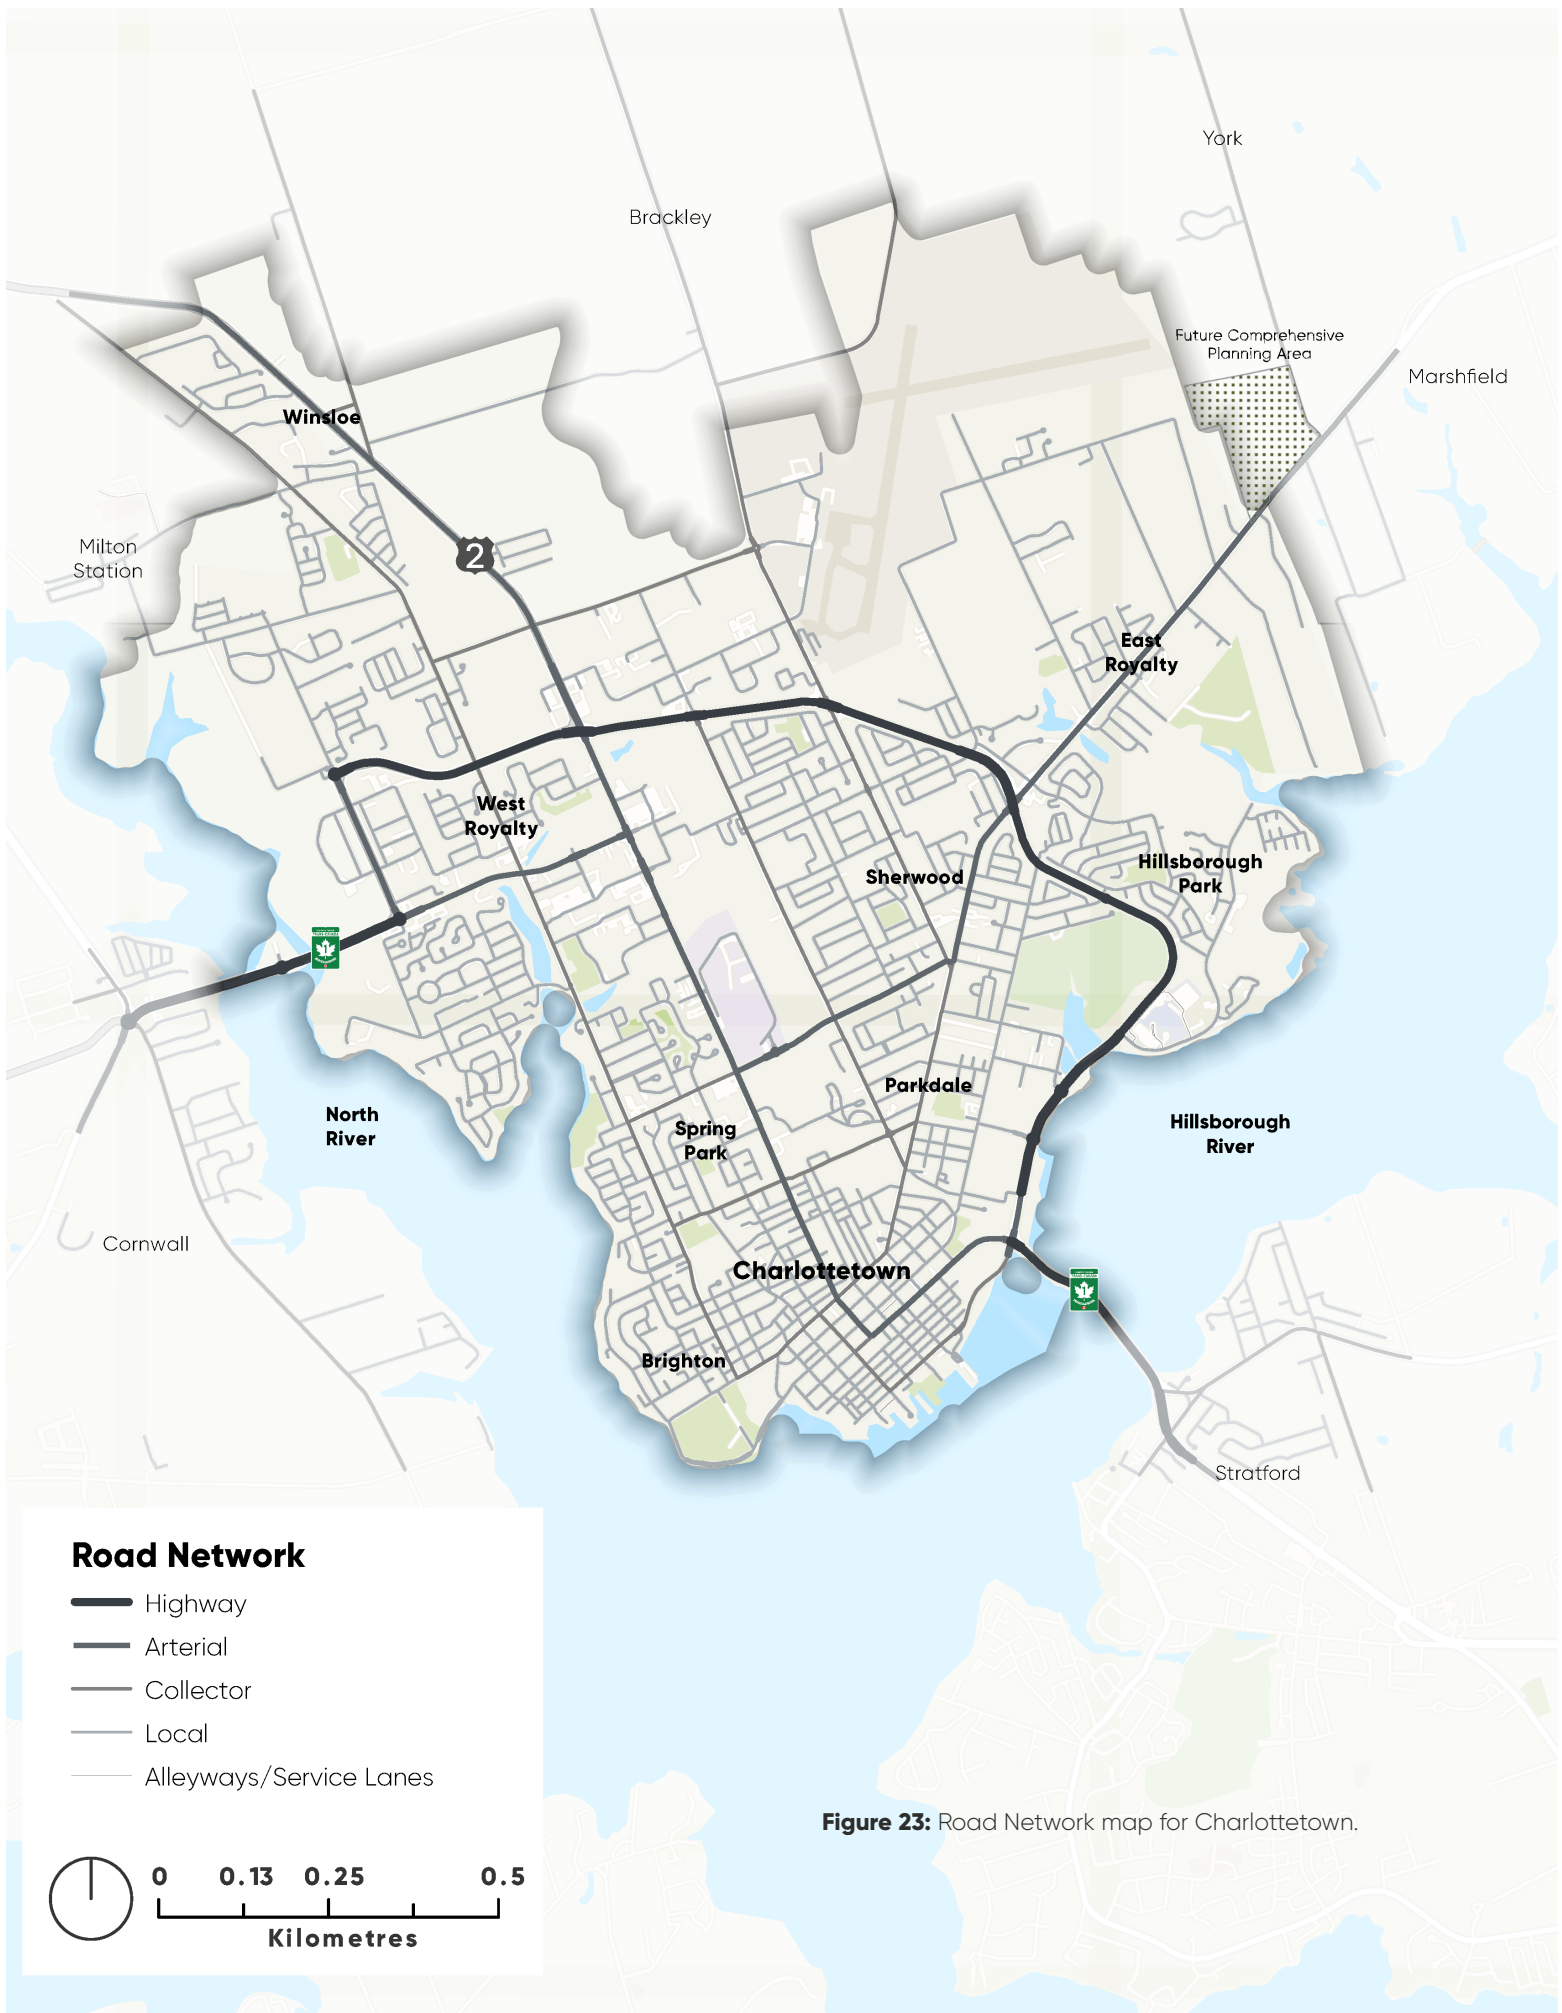 York
Brackley
Future Comprehensive
Planning Area
Marshfield
Winsloe
2
Milton
Station
East
Royalty
West
Royalty
Hillsborough
Park
Sherwood
1
Parkdale
North
River
Spring
Park
Hillsborough
River
Cornwall
Charlottetown
1
Brighton
Stratford
Road Network
Highway
Arterial
Collector
Local
Alleyways/Service Lanes
Figure 23: Road Network map for Charlottetown.
0 0.13 0.25 0.5
Kilometres